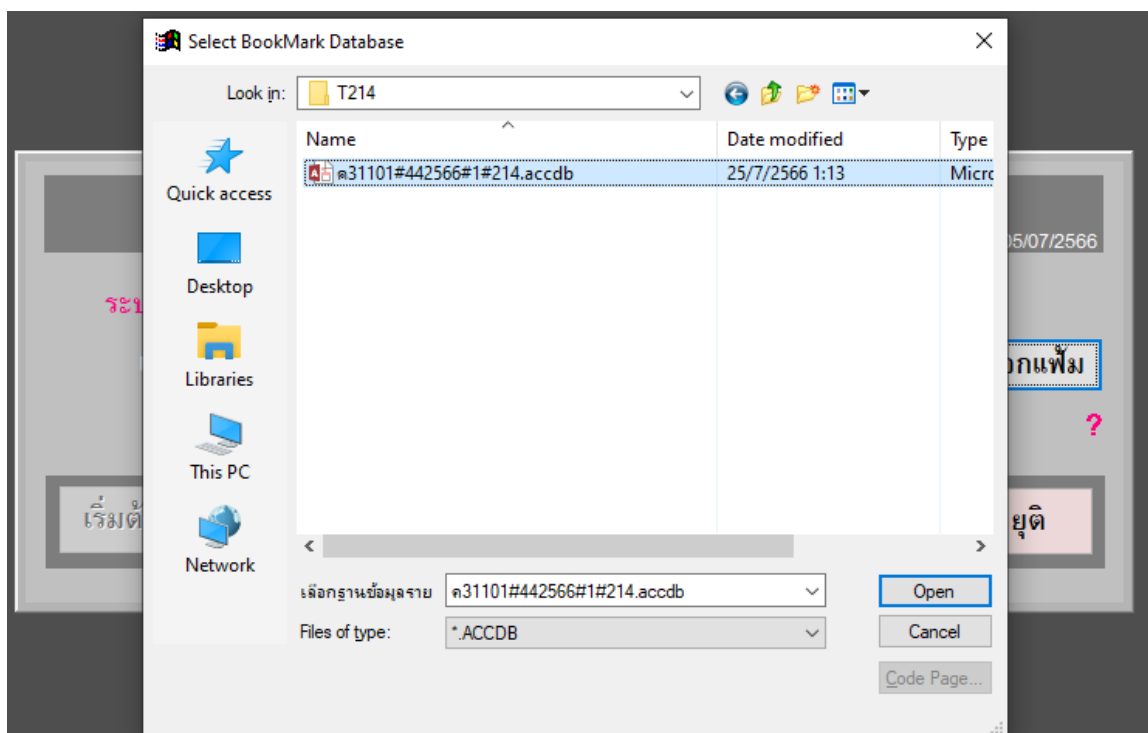 Select BookMark Database
Look in:
T214
Quick access
Desktop
Libraries
This PC
Network
Name
Date modified
Type
ค31101#442566#1#214.accdb
25/7/2566 1:13
Micro
เลือกฐานข้อมูลราย
ค31101#442566#1#214.accdb
Open
Files of type:
*.ACCDB
Cancel
Code Page...
05/07/2566
ระบ
อกแฟ้ม
?
เริ่มต้
ยุติ